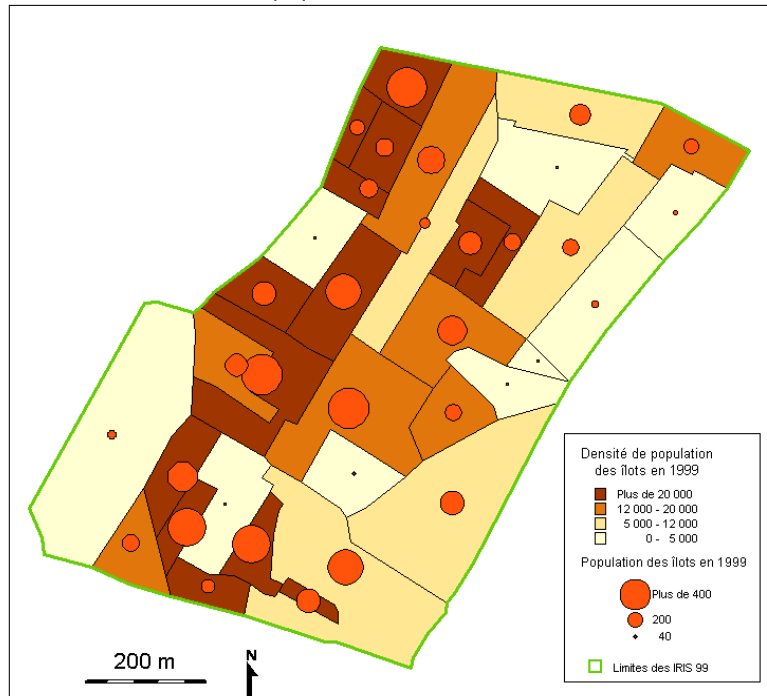 Densité de population
des îlots en 1999
Plus de 20 000
12 000 - 20 000
5 000 - 12 000
0 - 5 000
Population des îlots en 1999
Plus de 400
200
40
Limites des IRIS 99
200 m
N